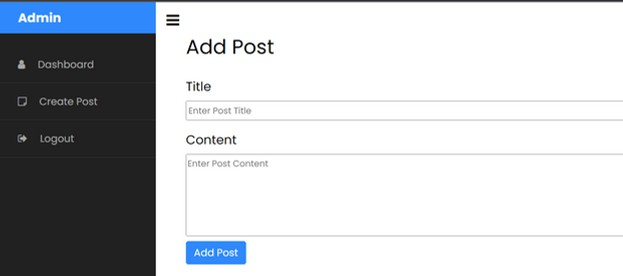 Admin
Dashboard
Create Post
Logout
Add Post
Title
Enter Post Title
Content
Enter Post Content
Add Post